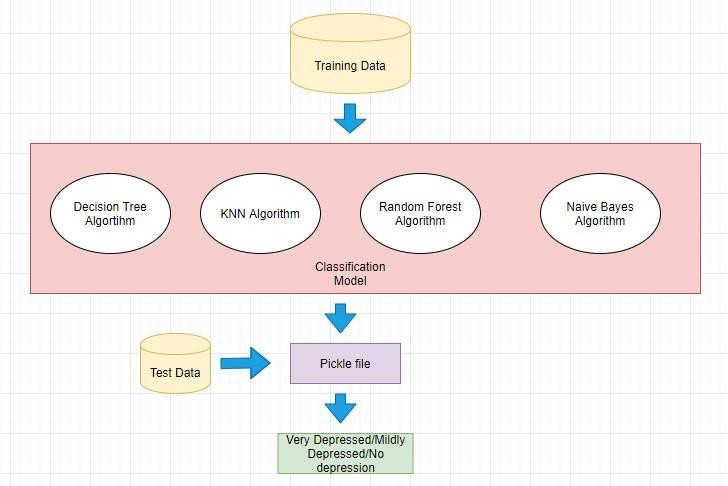 Training Data
Decision Tree
Algortihm
KNN Algorithm
Random Forest
Algorithm
Naive Bayes
Algorithm
Classification
Model
Test Data
Pickle file
Very Depressed/Mildly
Depressed/No
depression